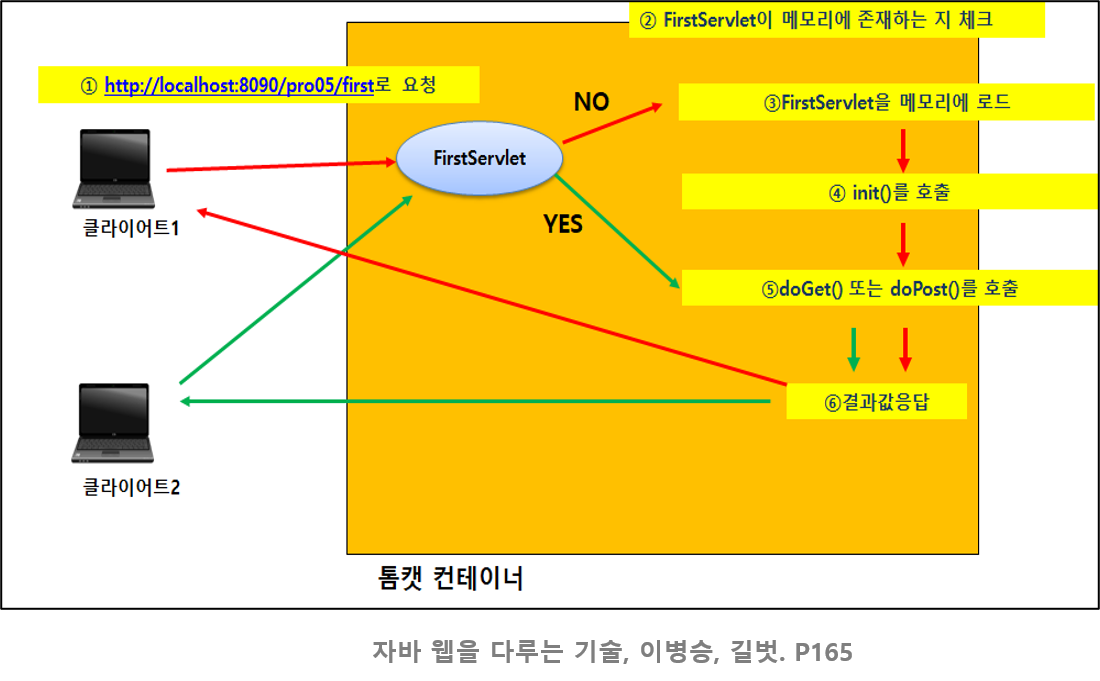 ② FirstServlet이 메모리에 존재하는 지 체크
① http://localhost:8090/pro05/first로 요청
NO
③FirstServlet을 메모리에 로드
FirstServlet
④ init()를 호출
클라이어트1
YES
⑤doGet() 또는 doPost()를 호출
⑥결과값응답
클라이어트2
톰캣 컨테이너
자바 웹을 다루는 기술, 이병승, 길벗. P165